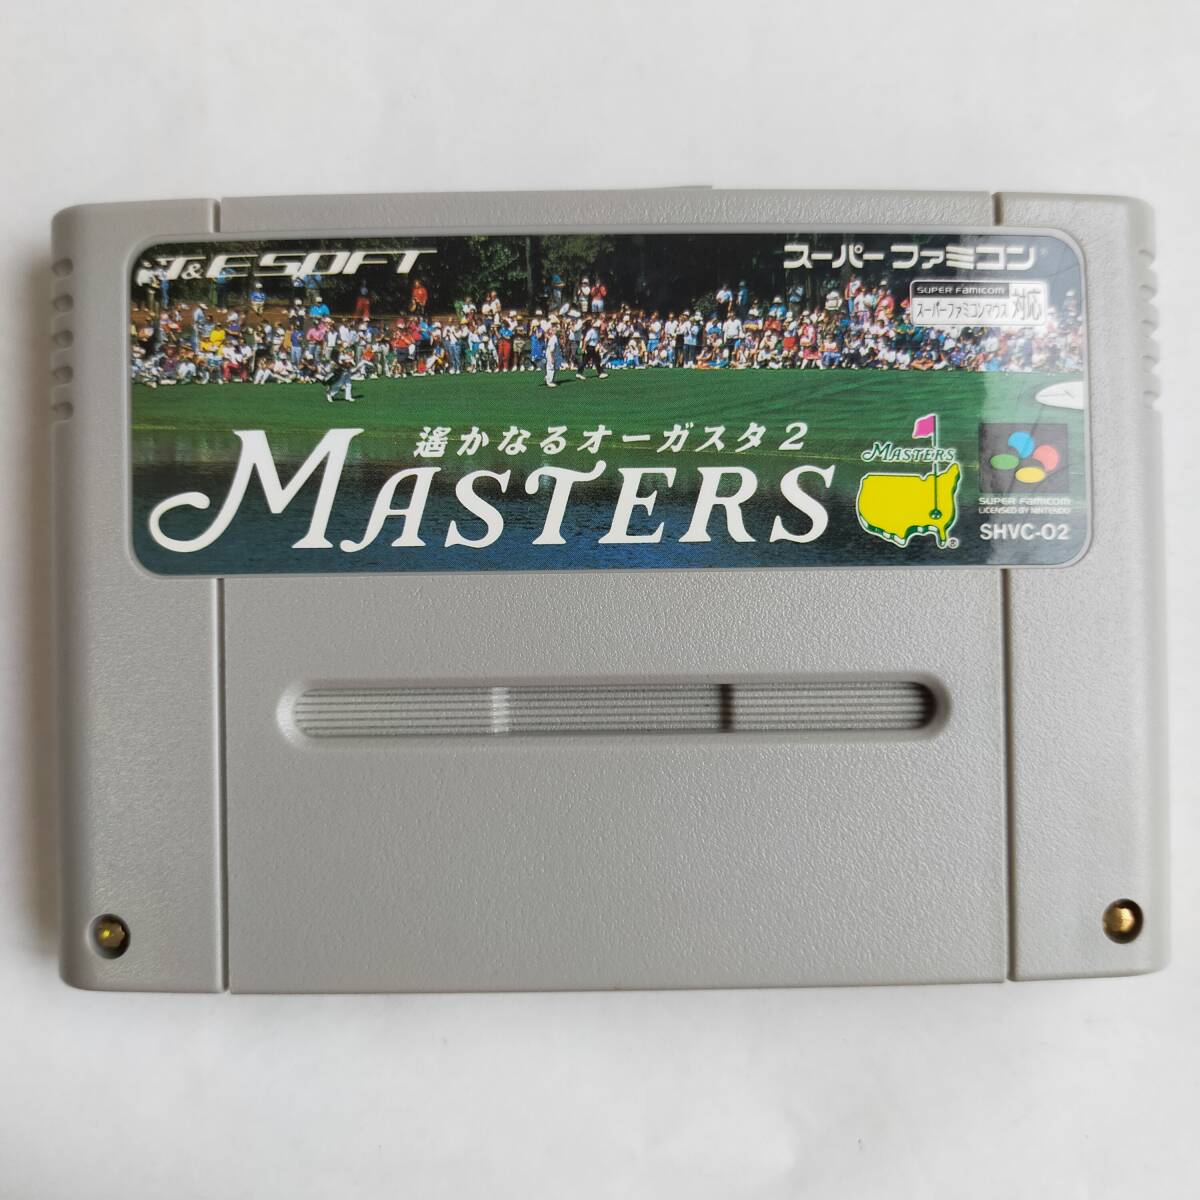 T&E SOFT
スーパーファミコン®
SUPER FAMICOM
スーパーファミコンマウス 対応
遙かなるオーガスタ2
MASTERS
MASTERS
®
SUPER FAMICOM
LICENSED BY NINTENDO
SHVC-02